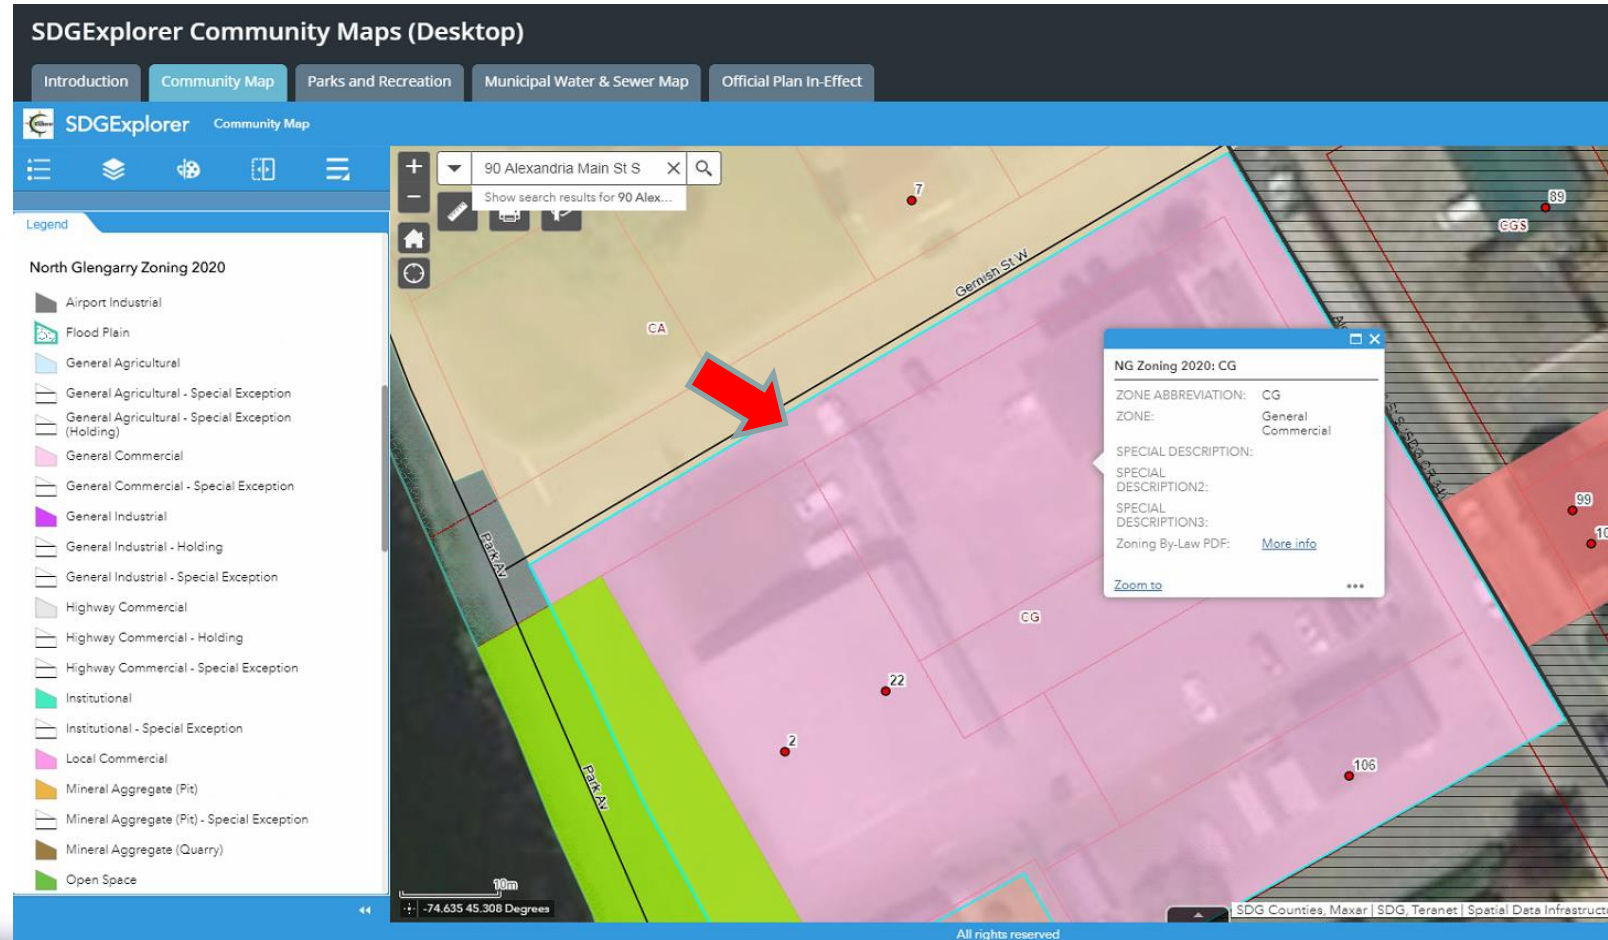 SDGExplorer Community Maps (Desktop)
Introduction
Community Map
Parks and Recreation
Municipal Water & Sewer Map
Official Plan In-Effect
SDGExplorer Community Map
90 Alexandria Main St S
Show search results for 90 Alex...
Legend
North Glengarry Zoning 2020
Airport Industrial
Flood Plain
General Agricultural
General Agricultural - Special Exception
General Agricultural - Special Exception
(Holding)
General Commercial
General Commercial - Special Exception
General Industrial
General Industrial - Holding
General Industrial - Special Exception
Highway Commercial
Highway Commercial - Holding
Highway Commercial - Special Exception
Institutional
Institutional - Special Exception
Local Commercial
Mineral Aggregate (Pit)
Mineral Aggregate (Pit) - Special Exception
Mineral Aggregate (Quarry)
Open Space
7
89
CGS
Gernish St W
CA
NG Zoning 2020: CG
ZONE ABBREVIATION: CG
ZONE: General
Commercial
SPECIAL DESCRIPTION:
SPECIAL
DESCRIPTION2:
SPECIAL
DESCRIPTION3:
Zoning By-Law PDF: More info
Zoom to
99
10
Park Av
CG
22
2
106
Park Av
10m
-74.635 45.308 Degrees
SDG Counties, Maxar | SDG, Teranet | Spatial Data Infrastruct
All rights reserved